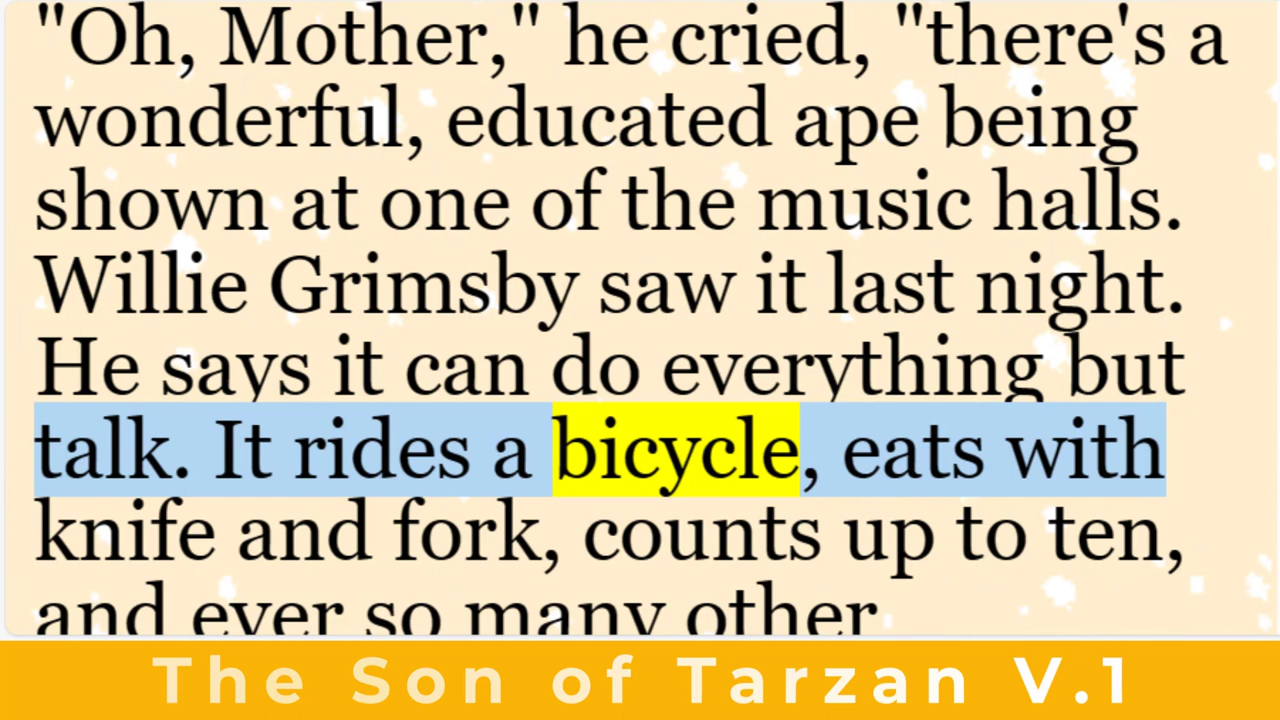 "Oh, Mother," he cried, "there's a
wonderful, educated ape being
shown at one of the music halls.
Willie Grimsby saw it last night.
He says it can do everything but
talk. It rides a bicycle, eats with
knife and fork, counts up to ten,
and ever so many other
The Son of Tarzan V.1